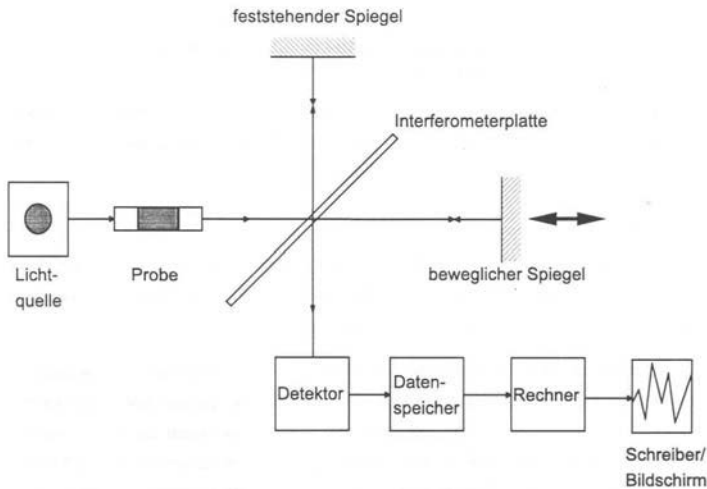 feststehender Spiegel
Interferometerplatte
Licht-
quelle
Probe
beweglicher Spiegel
Detektor
Daten-
speicher
Rechner
Schreiber/
Bildschirm